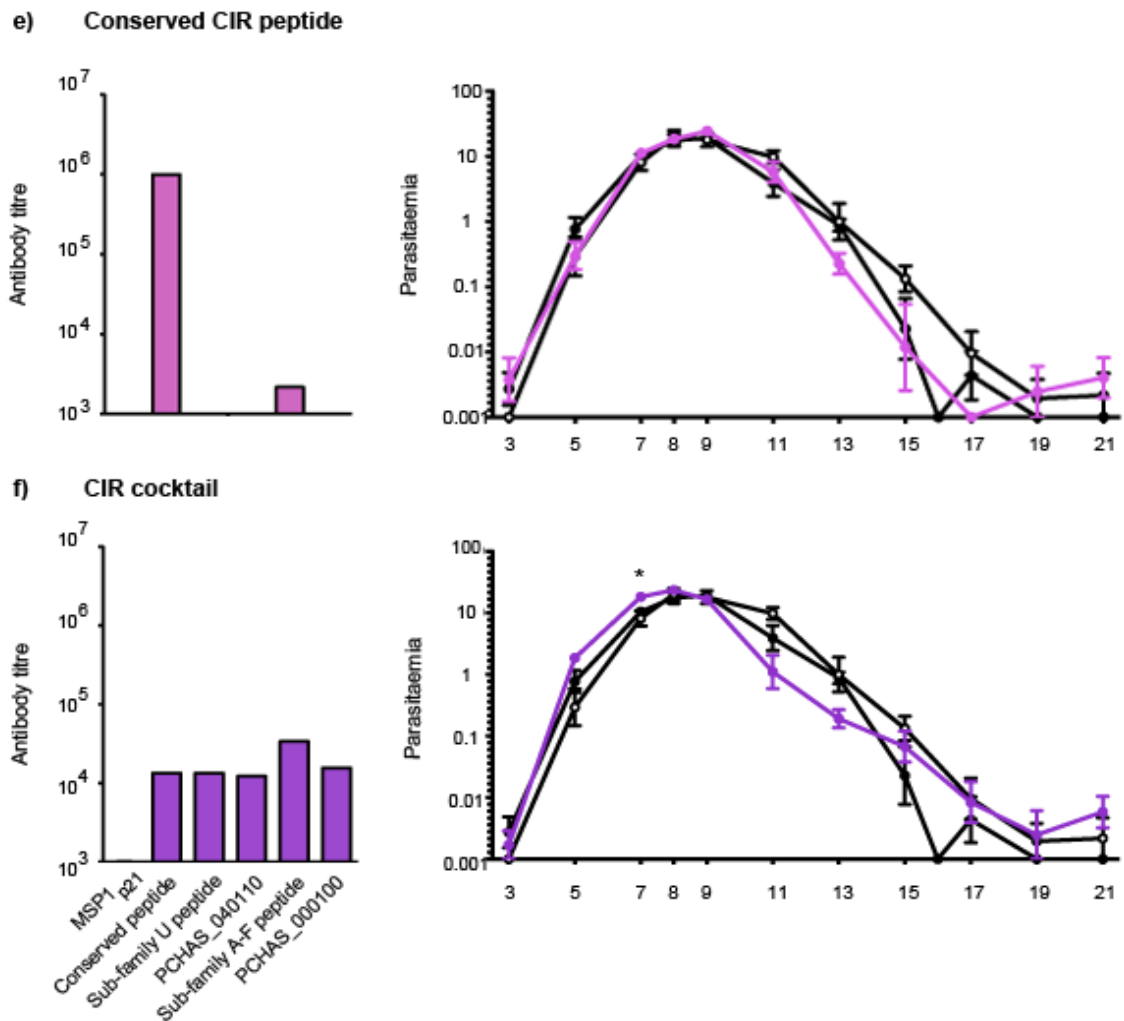 e) Conserved CIR peptide
Antibody titre
10^7
10^6
10^5
10^4
10^3
Parasitaemia
100
10
1
0.1
0.01
0.001
3 5 7 8 9 11 13 15 17 19 21
f) CIR cocktail
Antibody titre
10^7
10^6
10^5
10^4
10^3
MSP1 p21
Conserved peptide
Sub-family U peptide
PCHAS_040110
Sub-family A-F peptide
PCHAS_000100
Parasitaemia
100
10
1
0.1
0.01
0.001
*
3 5 7 8 9 11 13 15 17 19 21